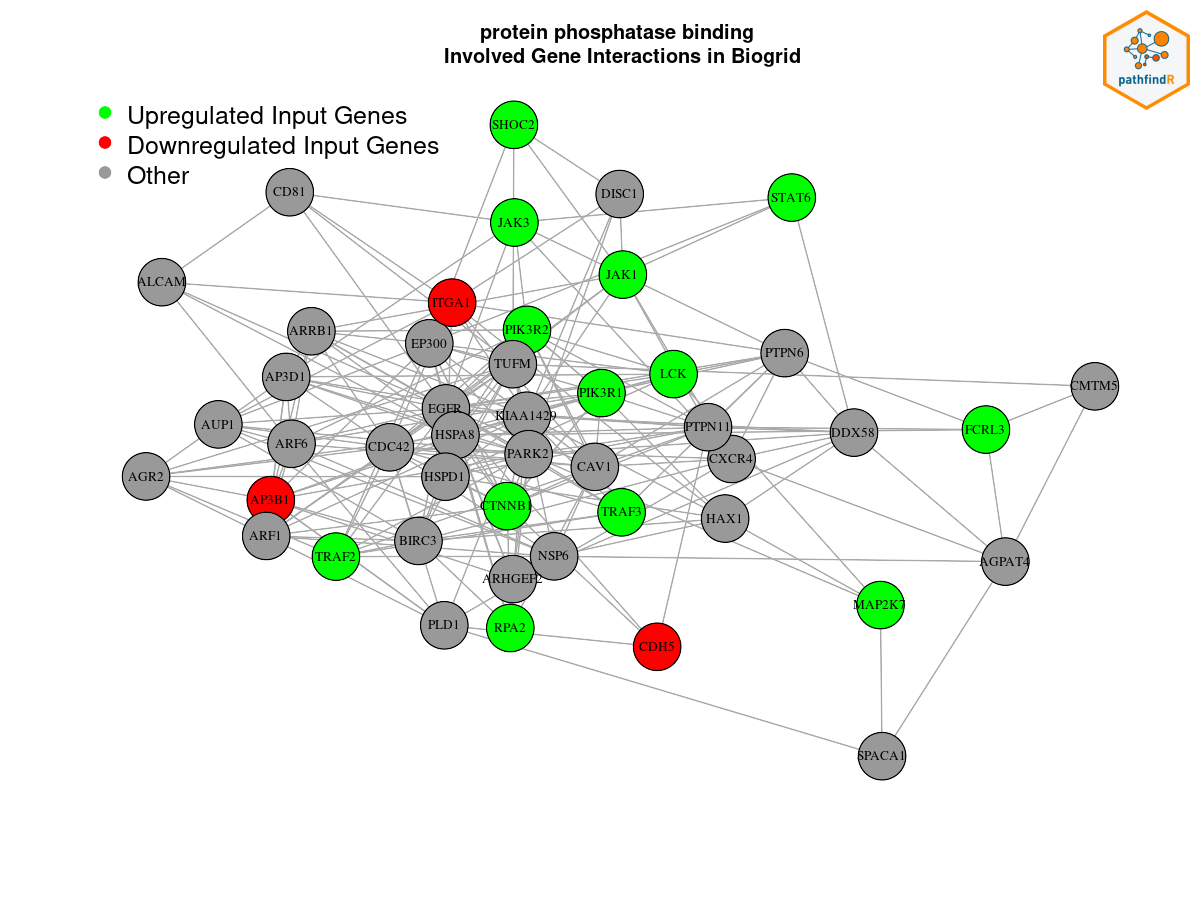 protein phosphatase binding
Involved Gene Interactions in Biogrid
pathfindR
Upregulated Input Genes
Downregulated Input Genes
Other
SHOC2
CD81
DISC1
STAT6
JAK3
JAK1
ALCAM
ITGA1
ARRB1
PIK3R2
EP300
PTPN6
TUFM
LCK
AP3D1
CMTM5
PIK3R1
EGFR
KIAA1429
AUP1
PTPN11
FCRL3
DDX58
HSPA8
ARF6
CDC42
PARK2
CXCR4
CAV1
AGR2
HSPD1
AP3B1
CTNNB1
TRAF3
HAX1
ARF1
BIRC3
TRAF2
NSP6
AGPAT4
ARHGEF2
MAP2K7
PLD1
RPA2
CDH5
SPACA1